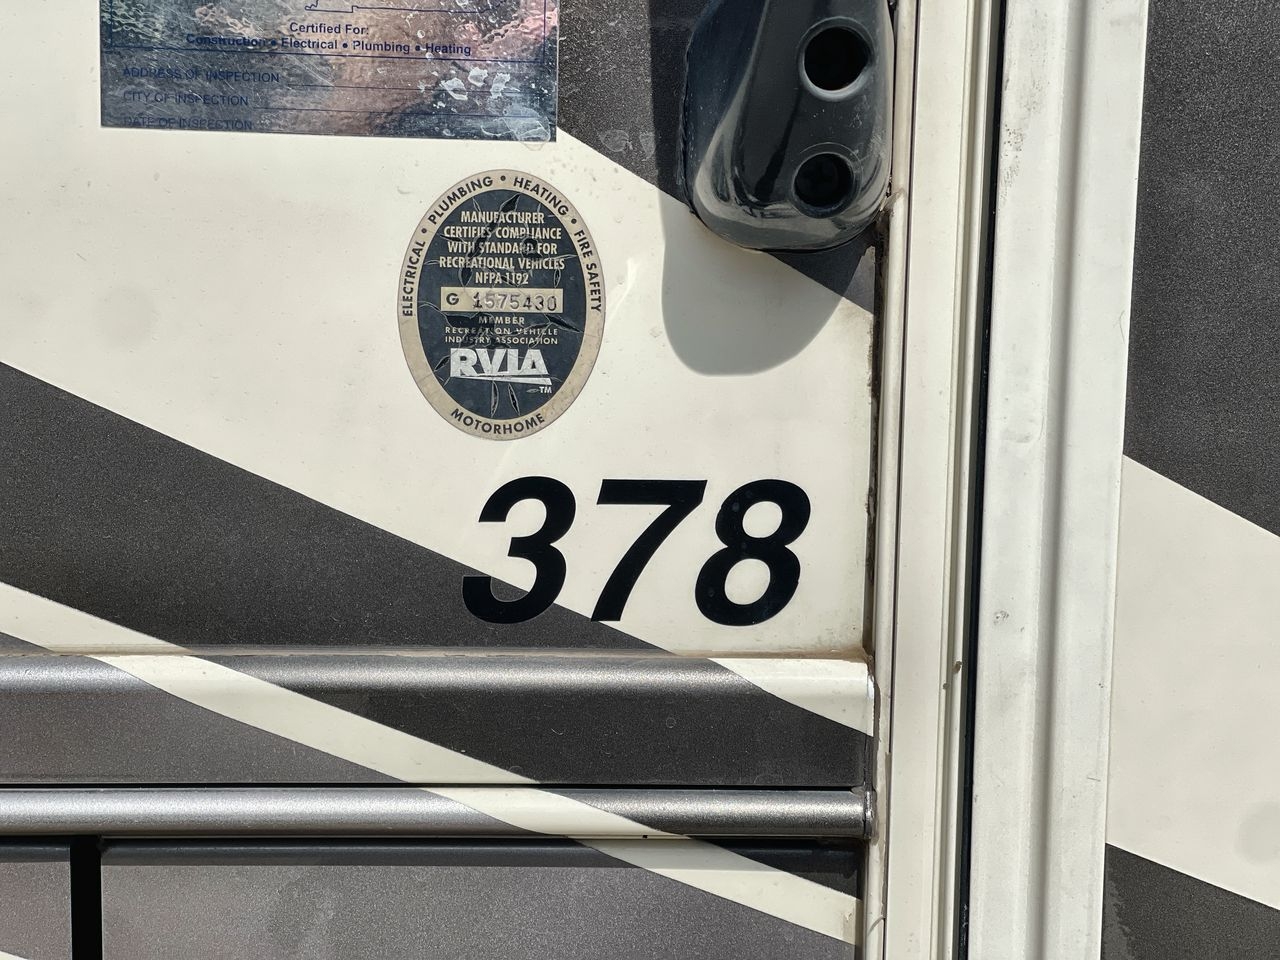 Certified For:
Construction • Electrical • Plumbing • Heating
ADDRESS OF INSPECTION
CITY OF INSPECTION
DATE OF INSPECTION
ELECTRICAL • PLUMBING • HEATING • FIRE SAFETY
MANUFACTURER
CERTIFIES COMPLIANCE
WITH STANDARD FOR
RECREATIONAL VEHICLES
NFPA 1192
G 1575430
MEMBER
RECREATION VEHICLE
INDUSTRY ASSOCIATION
RVIA
TM
MOTORHOME
378